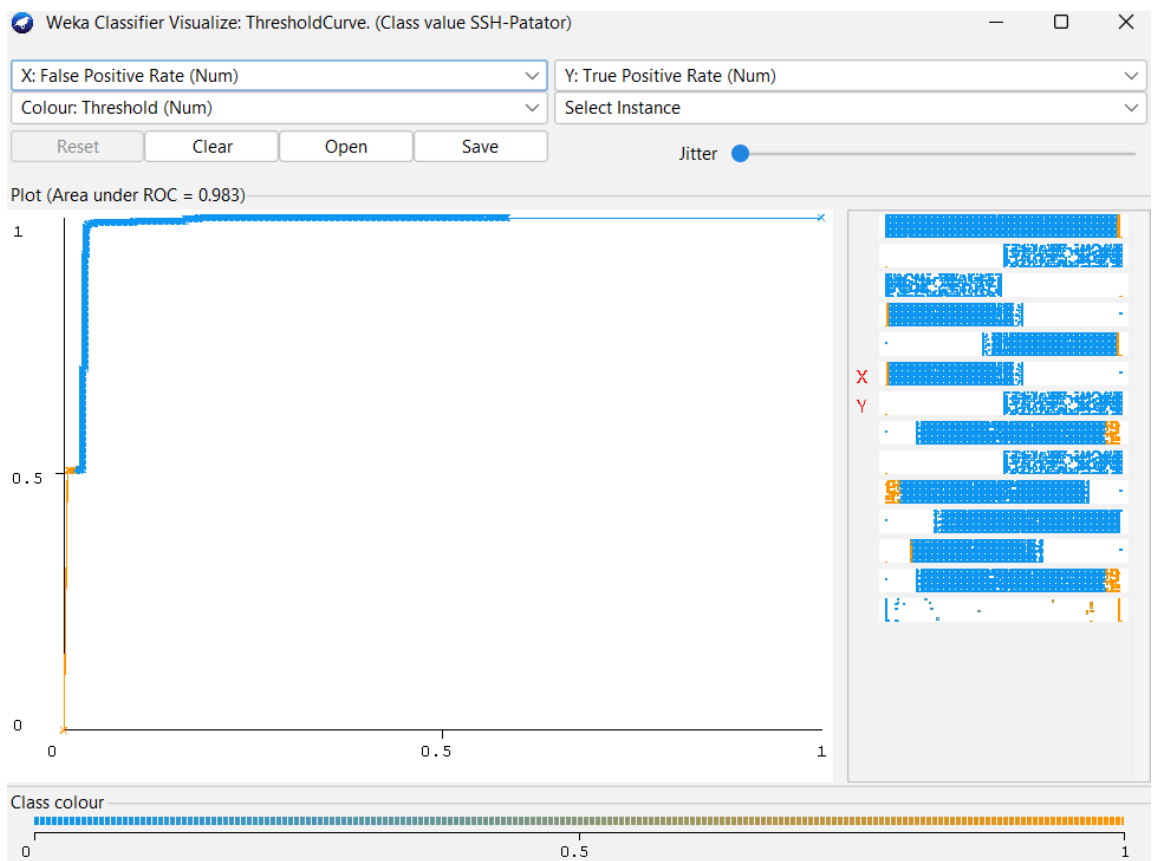 Weka Classifier Visualize: ThresholdCurve. (Class value SSH-Patator)
X: False Positive Rate (Num) Y: True Positive Rate (Num)
Colour: Threshold (Num) Select Instance
Reset Clear Open Save Jitter
Plot (Area under ROC = 0.983)
1
X
Y
0.5
0
0 0.5 1
Class colour
0 0.5 1